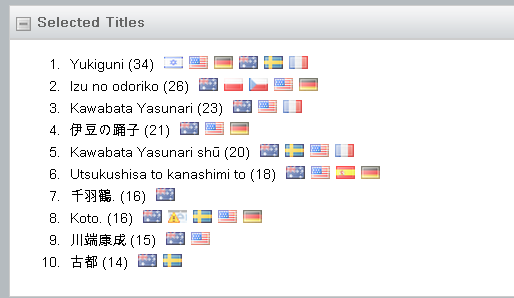 Selected Titles
1. Yukiguni (34)
2. Izu no odoriko (26)
3. Kawabata Yasunari (23)
4. 伊豆の踊子 (21)
5. Kawabata Yasunari shū (20)
6. Utsukushisa to kanashimi to (18)
7. 千羽鶴. (16)
8. Koto. (16)
9. 川端康成 (15)
10. 古都 (14)